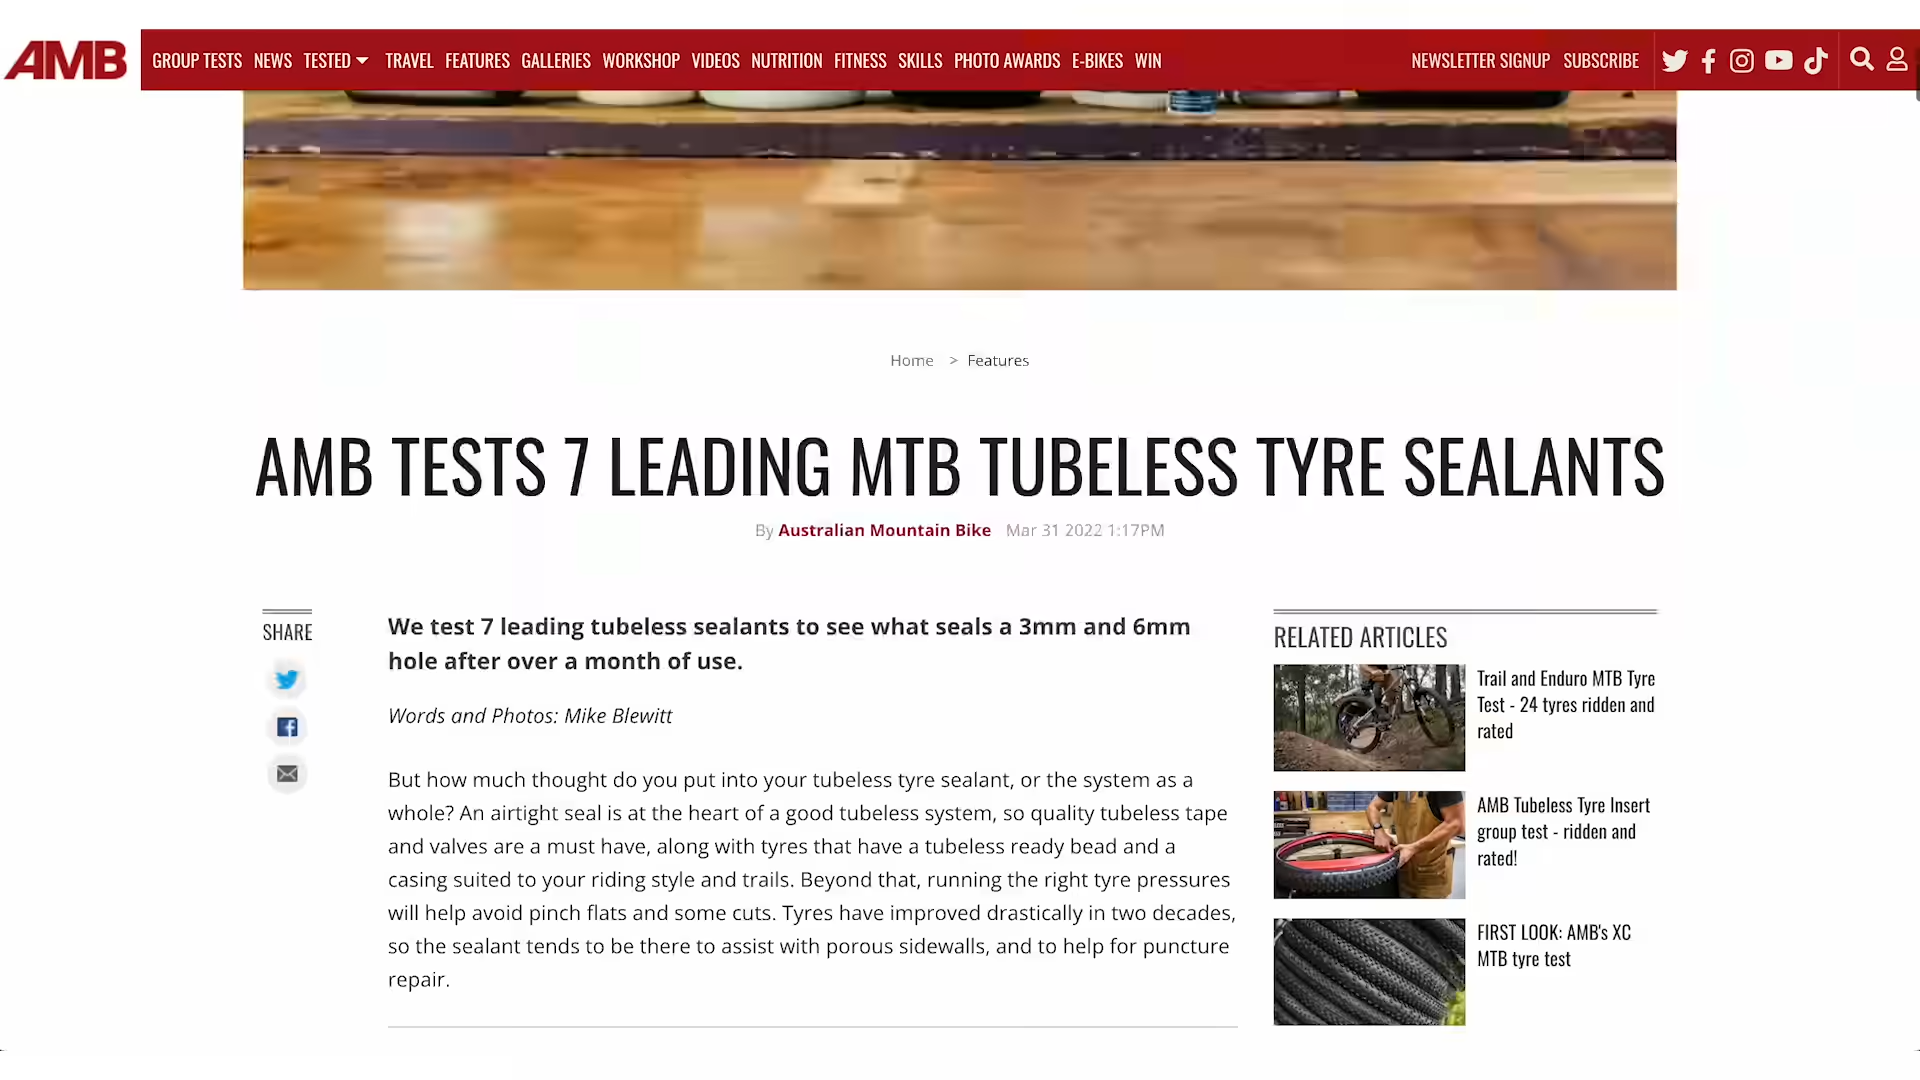 AMB
GROUP TESTS NEWS TESTED TRAVEL FEATURES GALLERIES WORKSHOP VIDEOS NUTRITION FITNESS SKILLS PHOTO AWARDS E-BIKES WIN NEWSLETTER SIGNUP SUBSCRIBE
Home > Features
AMB TESTS 7 LEADING MTB TUBELESS TYRE SEALANTS
By Australian Mountain Bike Mar 31 2022 1:17PM
SHARE
We test 7 leading tubeless sealants to see what seals a 3mm and 6mm
hole after over a month of use.
Words and Photos: Mike Blewitt
But how much thought do you put into your tubeless tyre sealant, or the system as a
whole? An airtight seal is at the heart of a good tubeless system, so quality tubeless tape
and valves are a must have, along with tyres that have a tubeless ready bead and a
casing suited to your riding style and trails. Beyond that, running the right tyre pressures
will help avoid pinch flats and some cuts. Tyres have improved drastically in two decades,
so the sealant tends to be there to assist with porous sidewalls, and to help for puncture
repair.
RELATED ARTICLES
Trail and Enduro MTB Tyre
Test - 24 tyres ridden and
rated
AMB Tubeless Tyre Insert
group test - ridden and
rated!
FIRST LOOK: AMB's XC
MTB tyre test